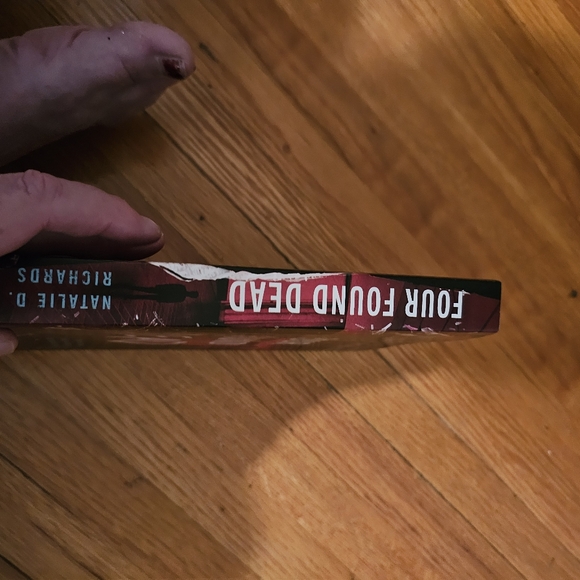 FOUR FOUND DEAD
NATALIE D.
RICHARDS